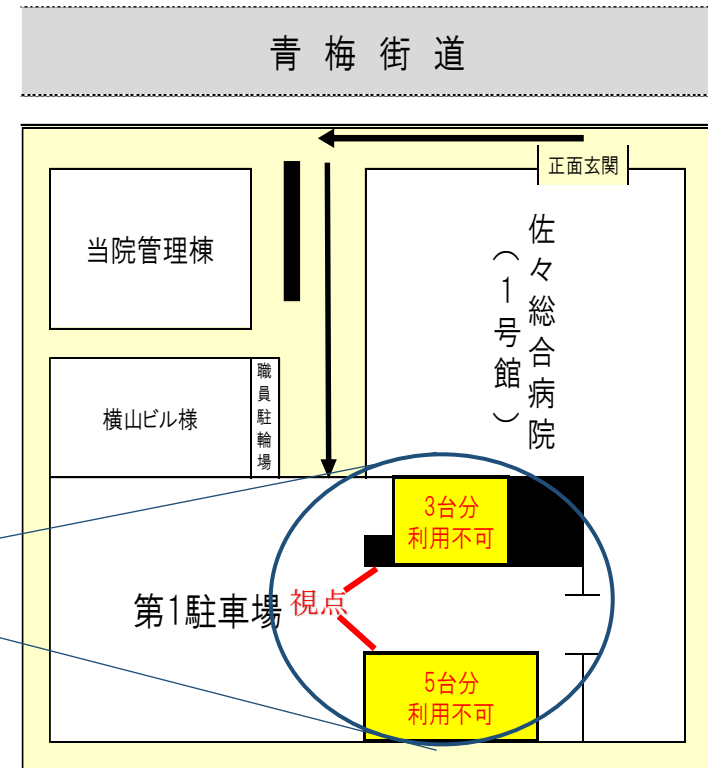 青梅街道
正面玄関
当院管理棟
佐々総合病院
（1号館）
横山ビル様
職員駐輪場
3台分
利用不可
第1駐車場
視点
5台分
利用不可